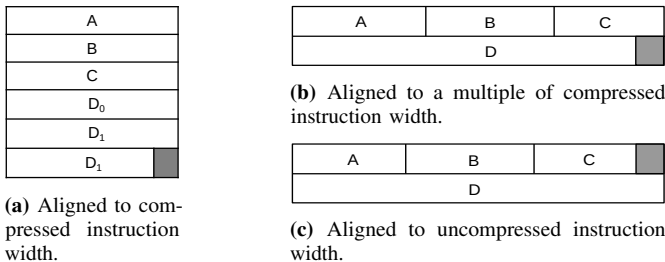 A
B
C
D0
D1
D1
(a) Aligned to com-
pressed instruction
width.
A B C
D
(b) Aligned to a multiple of compressed
instruction width.
A B C
D
(c) Aligned to uncompressed instruction
width.